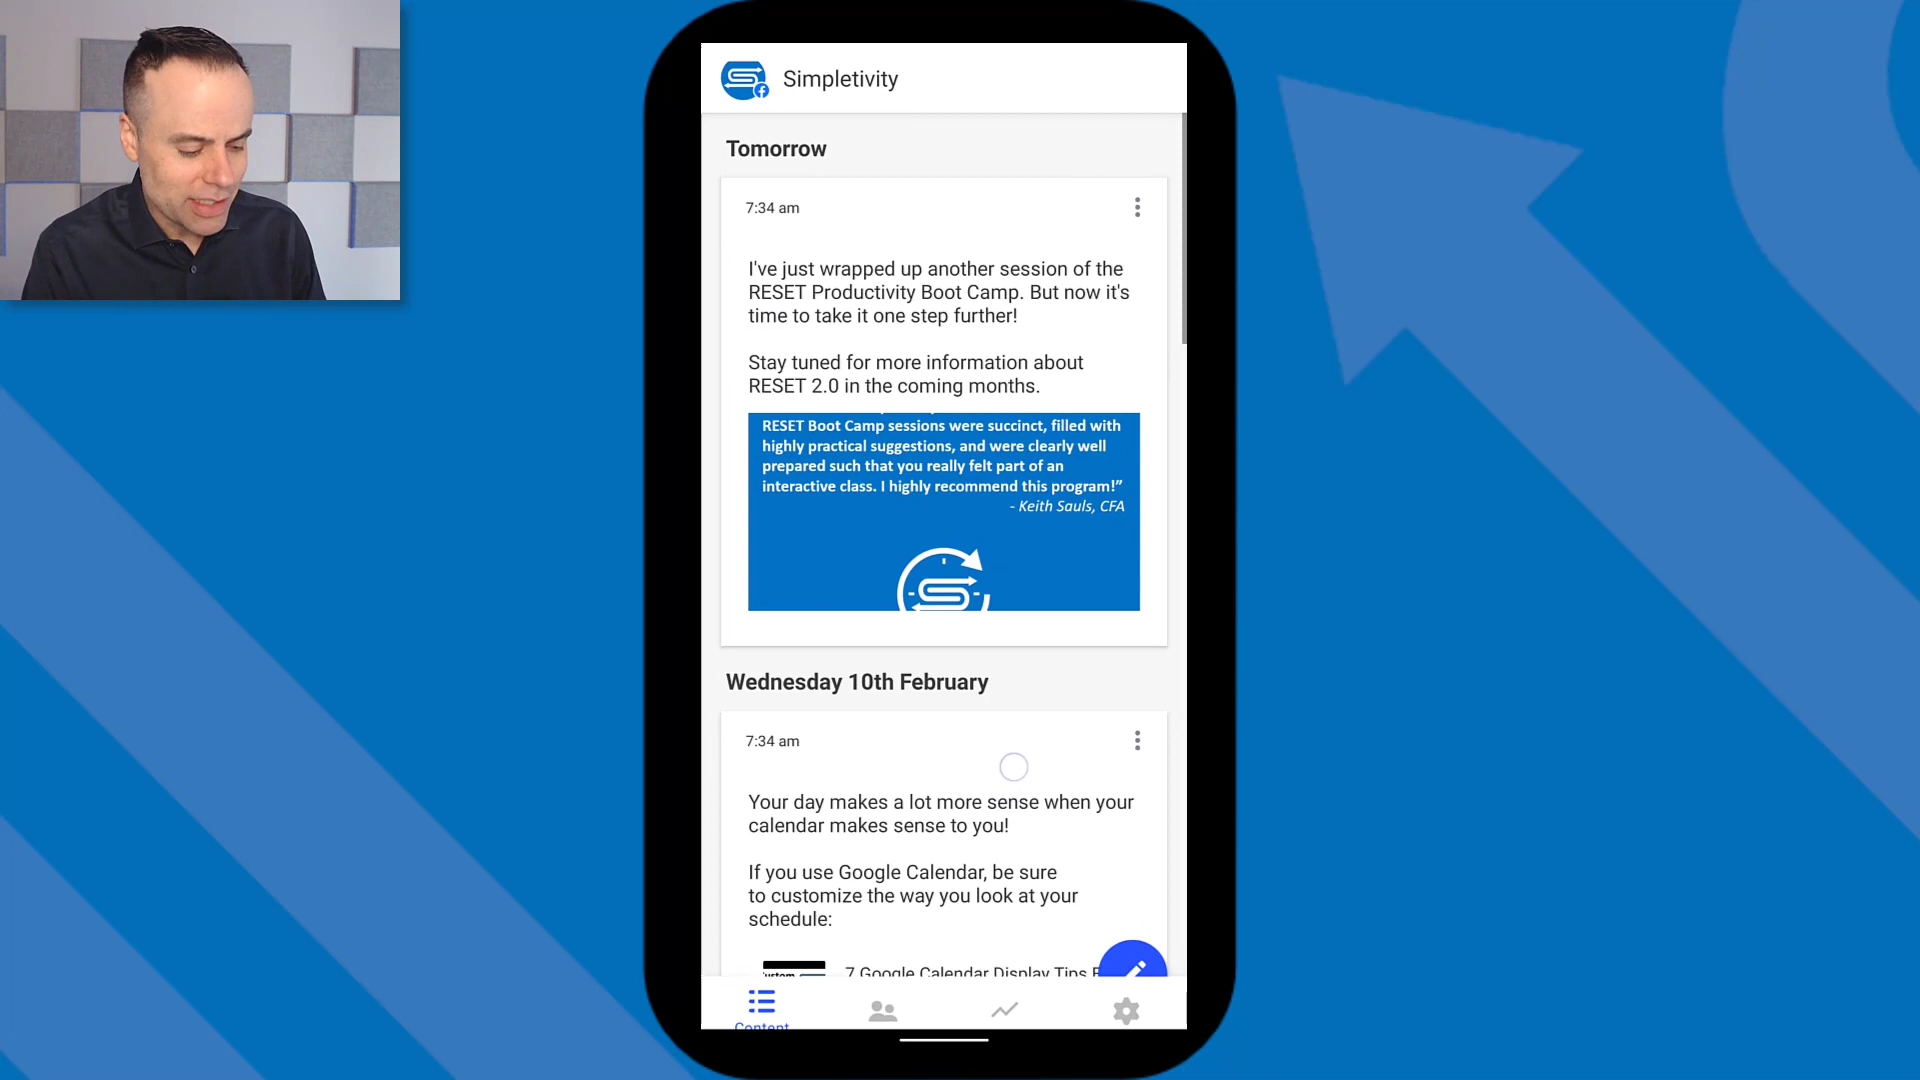 Simpletivity
Tomorrow
7:34 am
I've just wrapped up another session of the
RESET Productivity Boot Camp. But now it's
time to take it one step further!
Stay tuned for more information about
RESET 2.0 in the coming months.
RESET Boot Camp sessions were succinct, filled with
highly practical suggestions, and were clearly well
prepared such that you really felt part of an
interactive class. I highly recommend this program!”
- Keith Sauls, CFA
Wednesday 10th February
7:34 am
Your day makes a lot more sense when your
calendar makes sense to you!
If you use Google Calendar, be sure
to customize the way you look at your
schedule:
7 Google Calendar Display Tips
Content